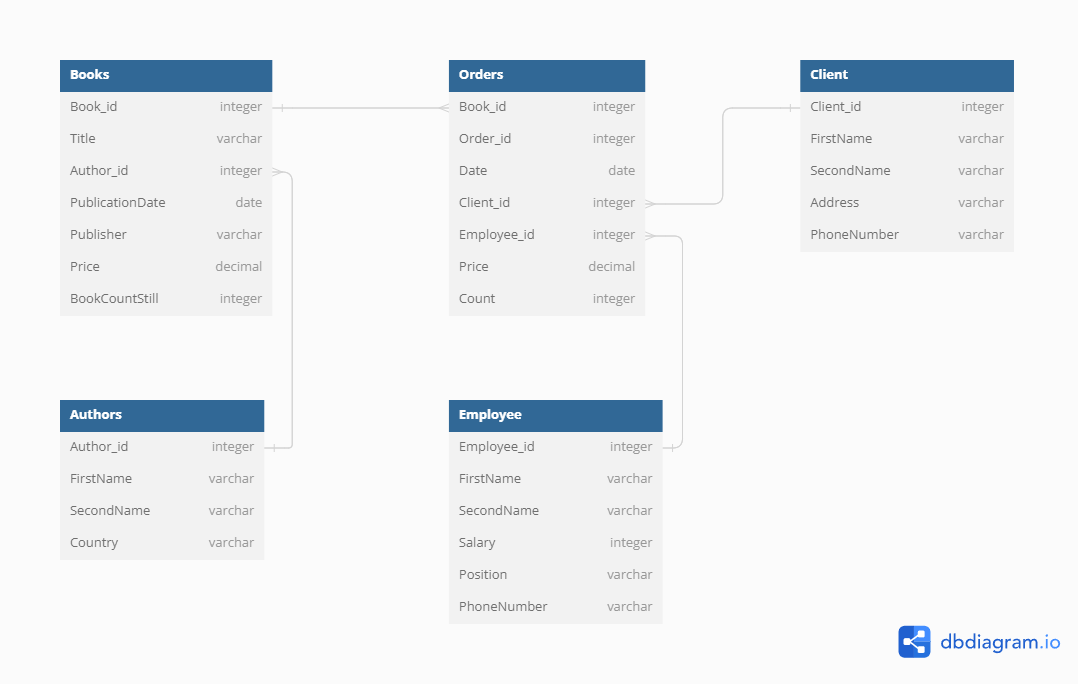 Books
Book_id integer
Title varchar
Author_id integer
PublicationDate date
Publisher varchar
Price decimal
BookCountStill integer
Orders
Book_id integer
Order_id integer
Date date
Client_id integer
Employee_id integer
Price decimal
Count integer
Client
Client_id integer
FirstName varchar
SecondName varchar
Address varchar
PhoneNumber varchar
Authors
Author_id integer
FirstName varchar
SecondName varchar
Country varchar
Employee
Employee_id integer
FirstName varchar
SecondName varchar
Salary integer
Position varchar
PhoneNumber varchar
dbdiagram.io